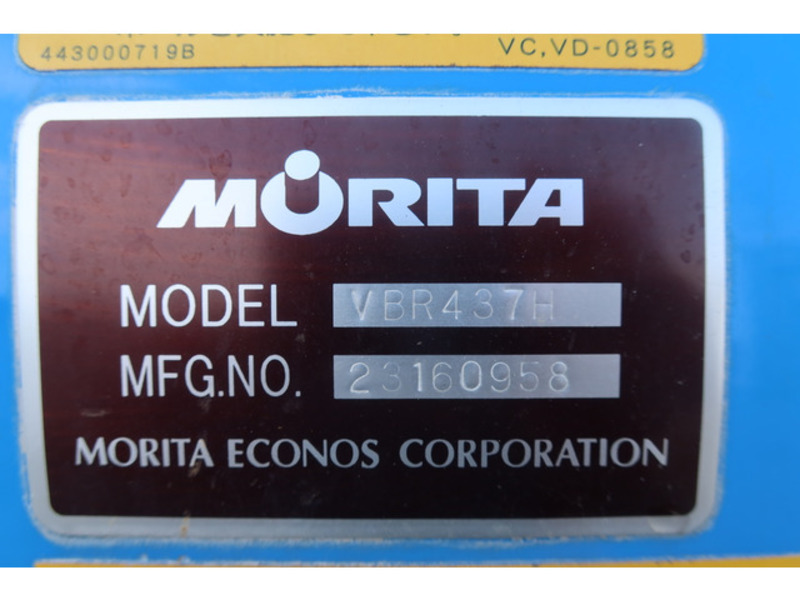 443000719B VC,VD-0858
MORITA
MODEL VBR437H
MFG.NO. 23160958
MORITA ECONOS CORPORATION